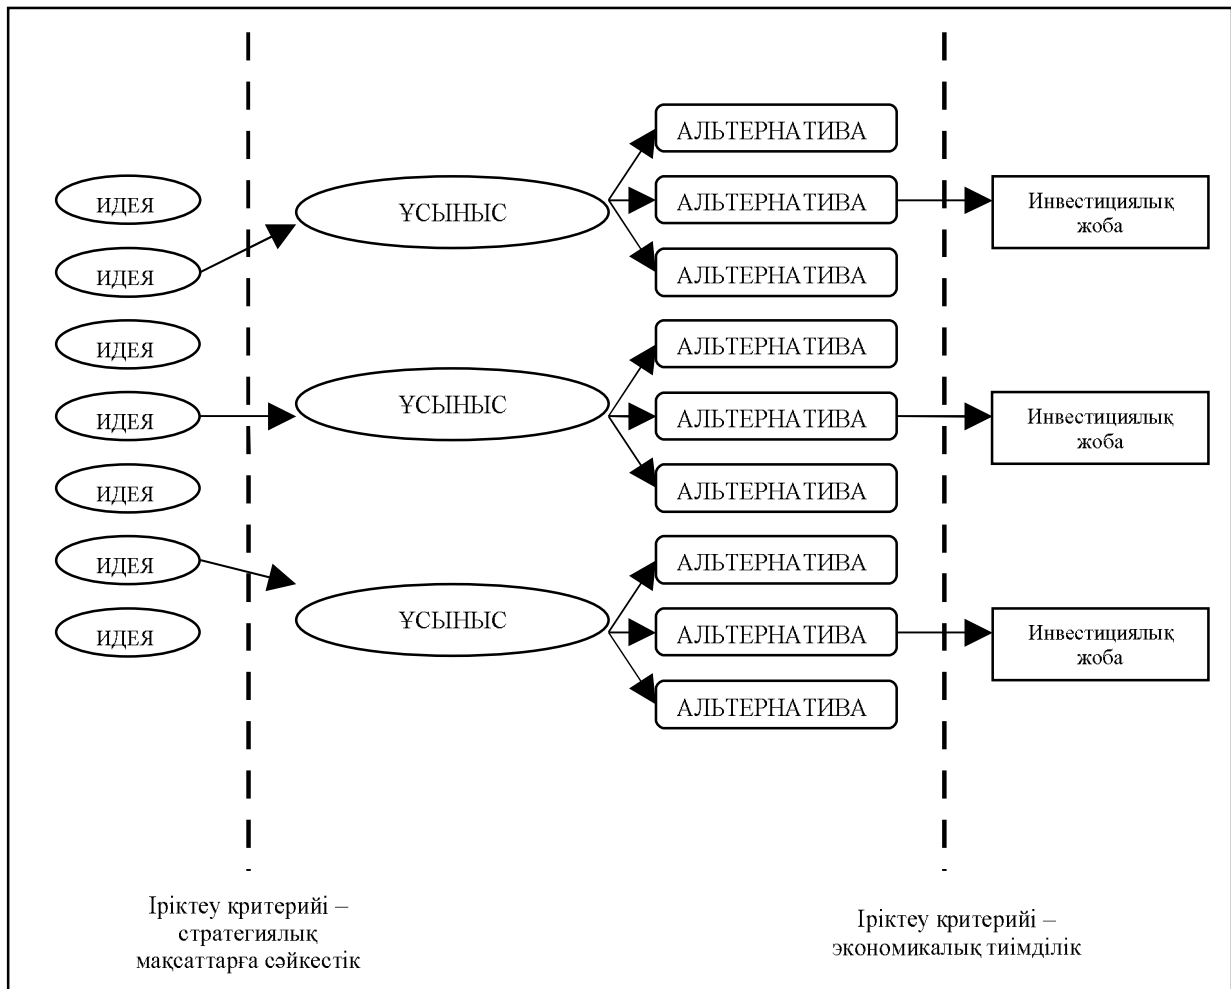 АЛЬТЕРНАТИВА
ИДЕЯ
ҰСЫНЫС
АЛЬТЕРНАТИВА
Инвестициялық
жоба
ИДЕЯ
АЛЬТЕРНАТИВА
ИДЕЯ
АЛЬТЕРНАТИВА
ИДЕЯ
ҰСЫНЫС
АЛЬТЕРНАТИВА
Инвестициялық
жоба
ИДЕЯ
АЛЬТЕРНАТИВА
ИДЕЯ
АЛЬТЕРНАТИВА
ИДЕЯ
ҰСЫНЫС
АЛЬТЕРНАТИВА
Инвестициялық
жоба
АЛЬТЕРНАТИВА
Іріктеу критерийі –
стратегиялық
мақсаттарға сәйкестік
Іріктеу критерийі –
экономикалық тиімділік